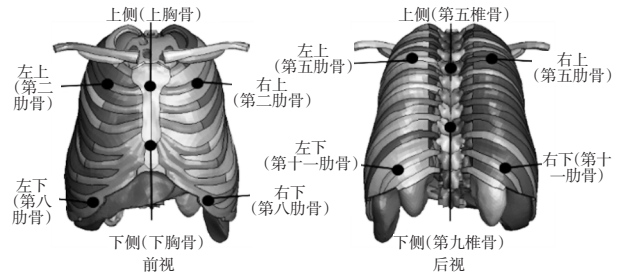 上侧(上胸骨)
左上
(第二
肋骨)
右上
(第二肋骨)
左下
(第八
肋骨)
右下
(第八肋骨)
下侧(下胸骨)
前视
上侧(第五椎骨)
左上
(第五肋骨)
右上
(第五肋骨)
左下
(第十一肋骨)
右下(第十
一肋骨)
下侧(第九椎骨)
后视